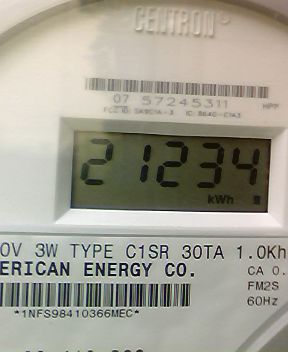 CENTRON
07 57245311
HPP
21234
kWh
0V 3W TYPE C1SR 30TA 1.0Kh
ERICAN ENERGY CO.
CA 0.
FM2S
60Hz
*1NFS98410366MEC*